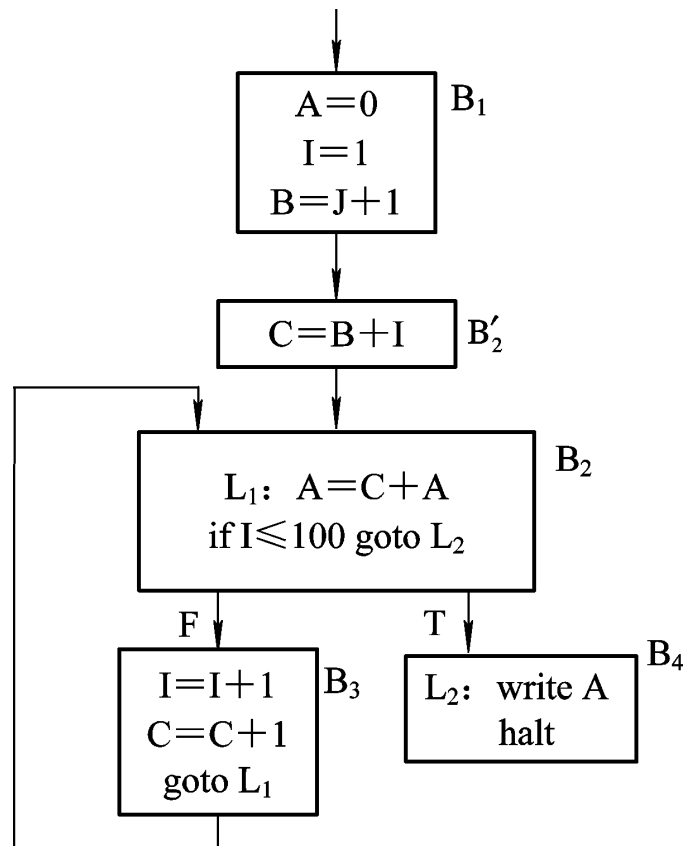 A=0
I=1
B=J+1
B₁
C=B+I
B′₂
L₁: A=C+A
if I≤100 goto L₂
B₂
F
T
I=I+1
C=C+1
goto L₁
B₃
L₂: write A
halt
B₄